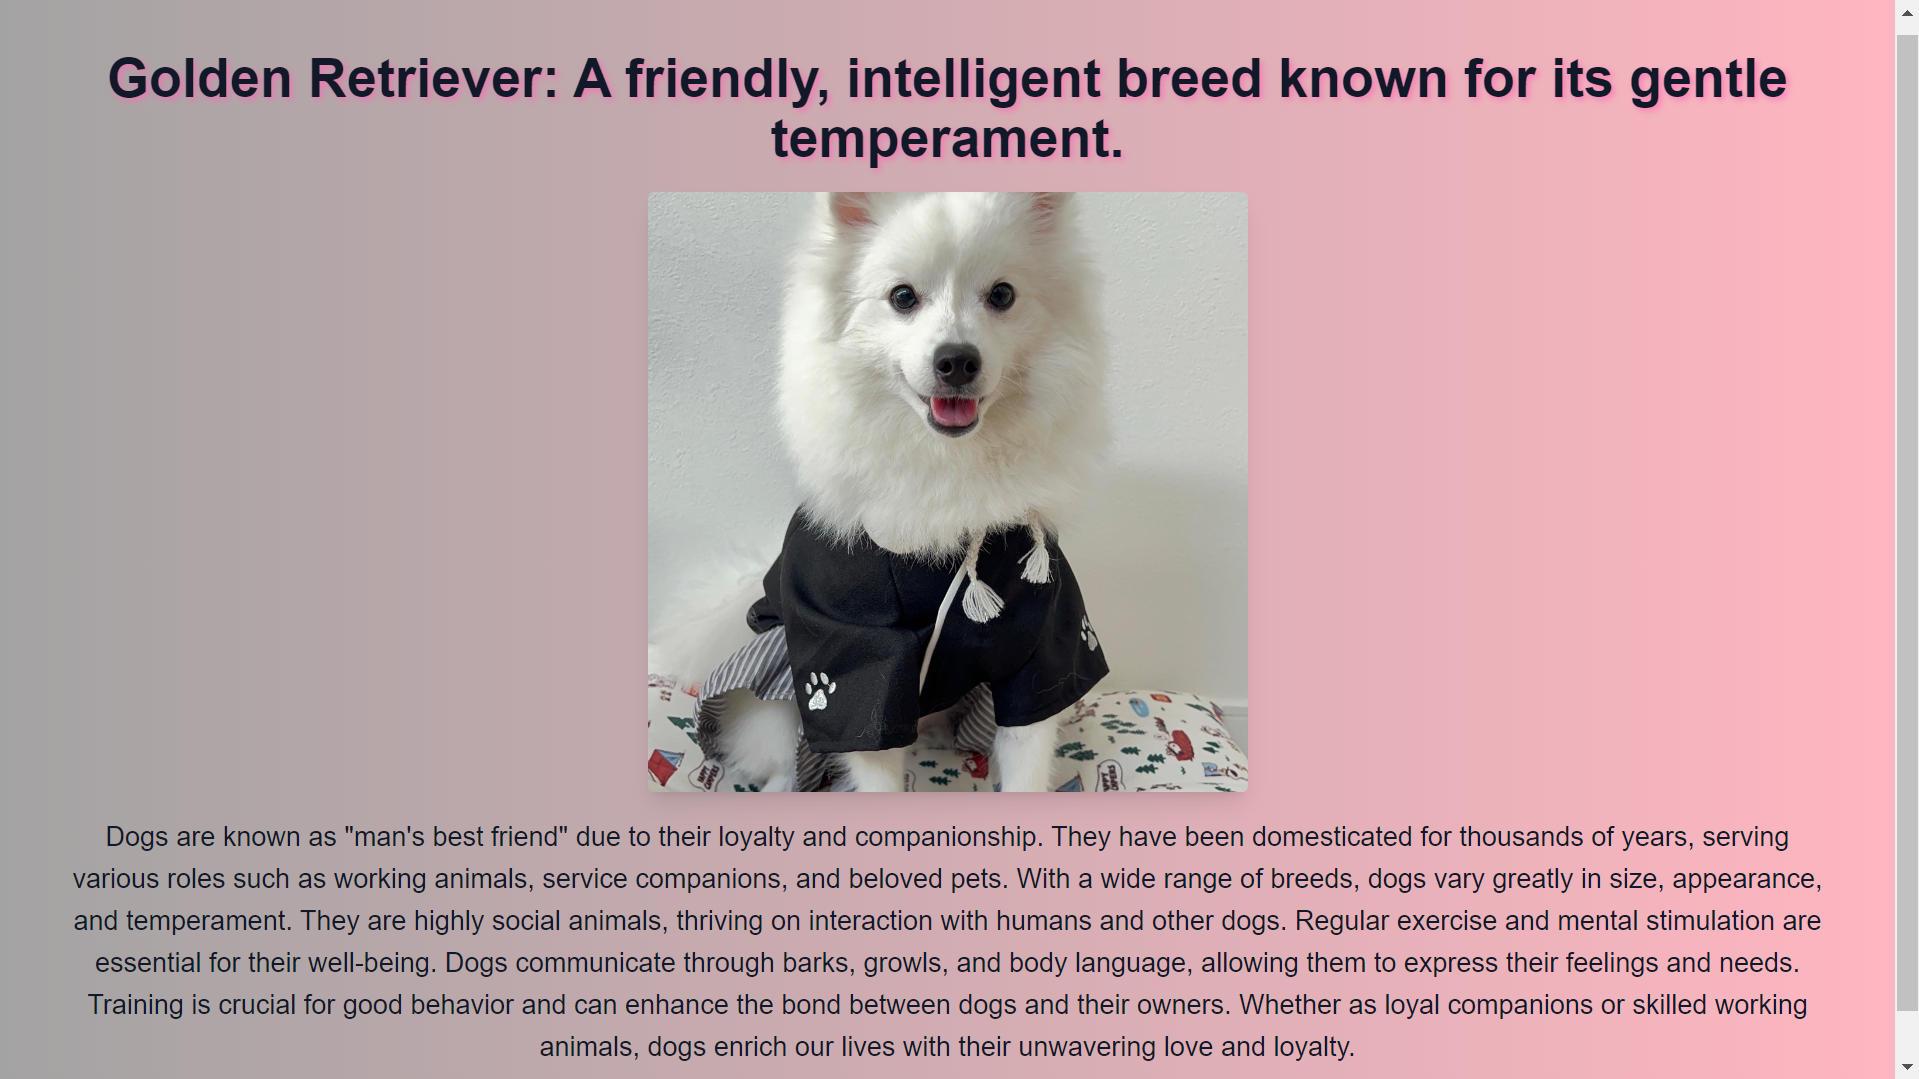 Golden Retriever: A friendly, intelligent breed known for its gentle
temperament.
HAPPY CAMPERS
HAPPY CAMPERS
Dogs are known as "man's best friend" due to their loyalty and companionship. They have been domesticated for thousands of years, serving
various roles such as working animals, service companions, and beloved pets. With a wide range of breeds, dogs vary greatly in size, appearance,
and temperament. They are highly social animals, thriving on interaction with humans and other dogs. Regular exercise and mental stimulation are
essential for their well-being. Dogs communicate through barks, growls, and body language, allowing them to express their feelings and needs.
Training is crucial for good behavior and can enhance the bond between dogs and their owners. Whether as loyal companions or skilled working
animals, dogs enrich our lives with their unwavering love and loyalty.